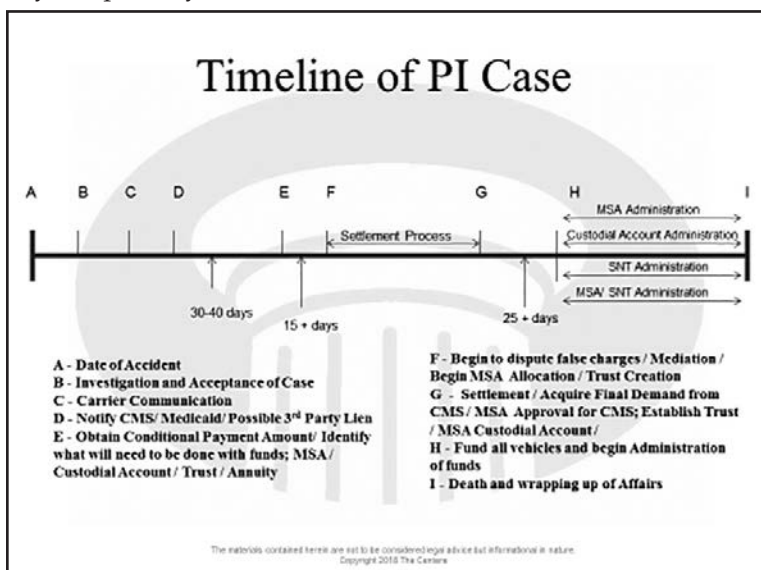 Timeline of PI Case
A B C D E F G H I
MSA Administration
Settlement Process
Custodial Account Administration
SNT Administration
MSA/ SNT Administration
30-40 days
15 + days
25 + days
A - Date of Accident
B - Investigation and Acceptance of Case
C - Carrier Communication
D - Notify CMS/ Medicaid/ Possible 3rd Party Lien
E - Obtain Conditional Payment Amount/ Identify
what will need to be done with funds; MSA /
Custodial Account / Trust / Annuity
F - Begin to dispute false charges / Mediation /
Begin MSA Allocation / Trust Creation
G - Settlement / Acquire Final Demand from
CMS / MSA Approval for CMS; Establish Trust
/ MSA Custodial Account /
H - Fund all vehicles and begin Administration
of funds
I - Death and wrapping up of Affairs
The materials contained herein are not to be considered legal advice but informational in nature.
Copyright 2018 The Centers